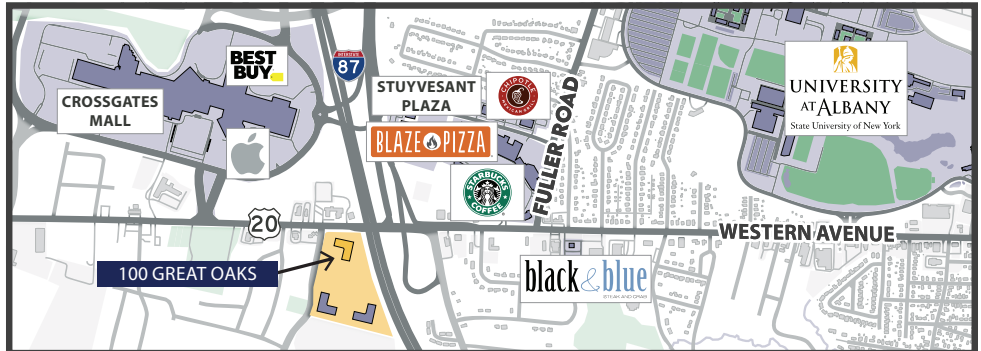 BEST
BUY
INTERSTATE
87
CROSSGATES
MALL
STUYVESANT
PLAZA
CHIPOTLE
MEXICAN GRILL
BLAZE PIZZA
STARBUCKS
COFFEE
FULLER ROAD
UNIVERSITY
AT ALBANY
State University of New York
20
WESTERN AVENUE
100 GREAT OAKS
black&blue
STEAK AND CRAB